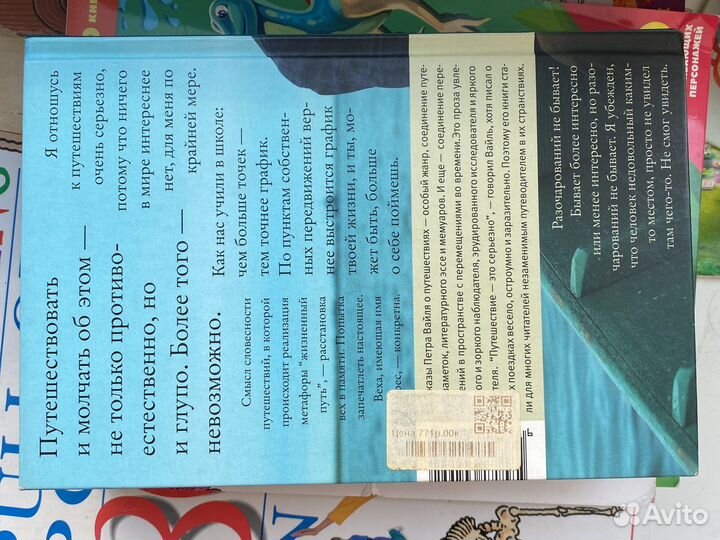 Путешествовать
и молчать об этом —
не только противо-
естественно, но
и глупо. Более того —
невозможно.
Я отношусь
к путешествиям
очень серьезно,
потому что ничего
в мире интереснее
нет, для меня по
крайней мере.
Как нас учили в школе:
чем больше точек —
тем точнее график.
По пунктам собствен-
ных передвижений вер-
нее выстроится график
твоей жизни, и ты, мо-
жет быть, больше
о себе поймешь.
Смысл словесности
путешествий, в которой
происходит реализация
метафоры "жизненный
путь", — расстановка
вех в памяти. Попытка
запечатлеть настоящее.
Веха, имеющая имя
рес, — конкретна.
казы Петра Вайля о путешествиях — особый жанр, соединение путе-
заметок, литературного эссе и мемуаров. И еще — соединение пере-
ений в пространстве с перемещениями во времени.Это проза увле-
ого и зоркого наблюдателя, эрудированного исследователя и яркого
теля. "Путешествие — это серьезно", — говорил Вайль, хотя писал о
х поездках весело, остроумно и заразительно. Поэтому его книги ста-
ли для многих читателей незаменимым путеводителем в их странствиях.
Разочарований не бывает!
Бывает более интересно
или менее интересно, но разо-
чарований не бывает. Я убежден,
что человек недовольный каким-
то местом, просто не увидел
там чего-то. Не смог увидеть.
Цена 771р.00к
ь
вающих
персонажей
Avito